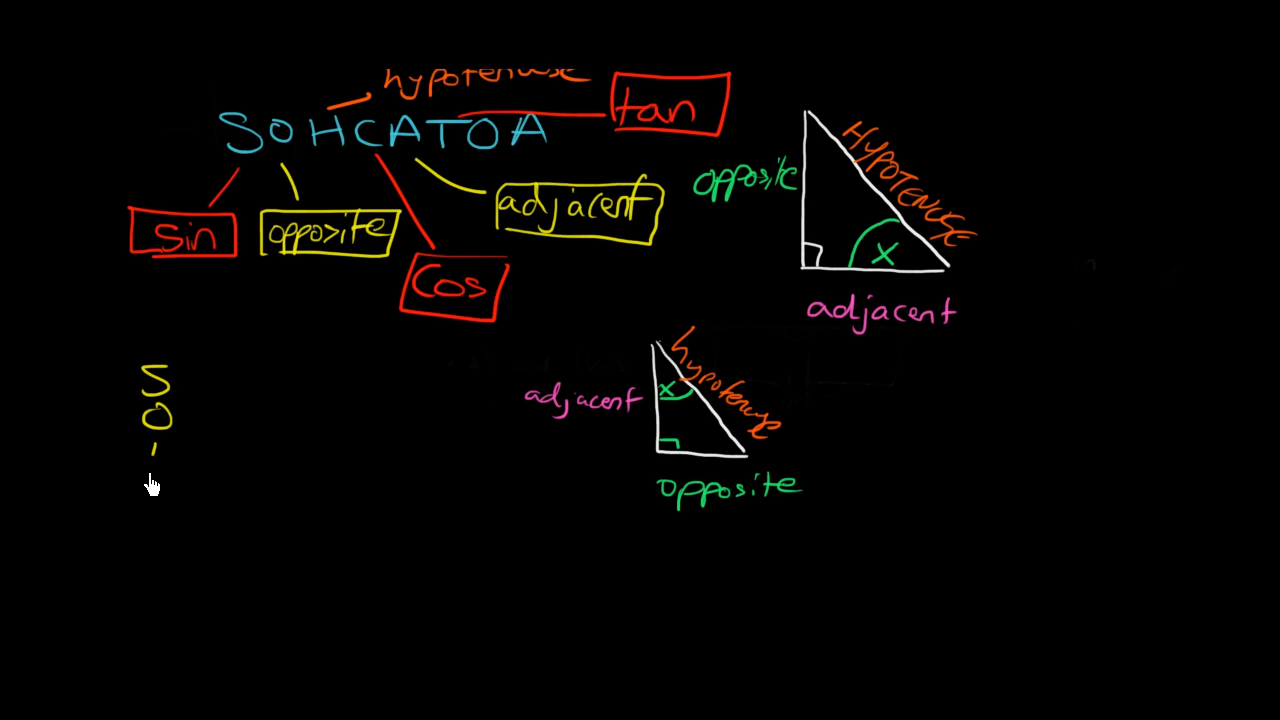 hypotenuse
tan
SOHCATOA
sin
opposite
adjacent
Cos
opposite
HYPOTENUSE
x
adjacent
hypotenuse
adjacent
x
opposite
S
O